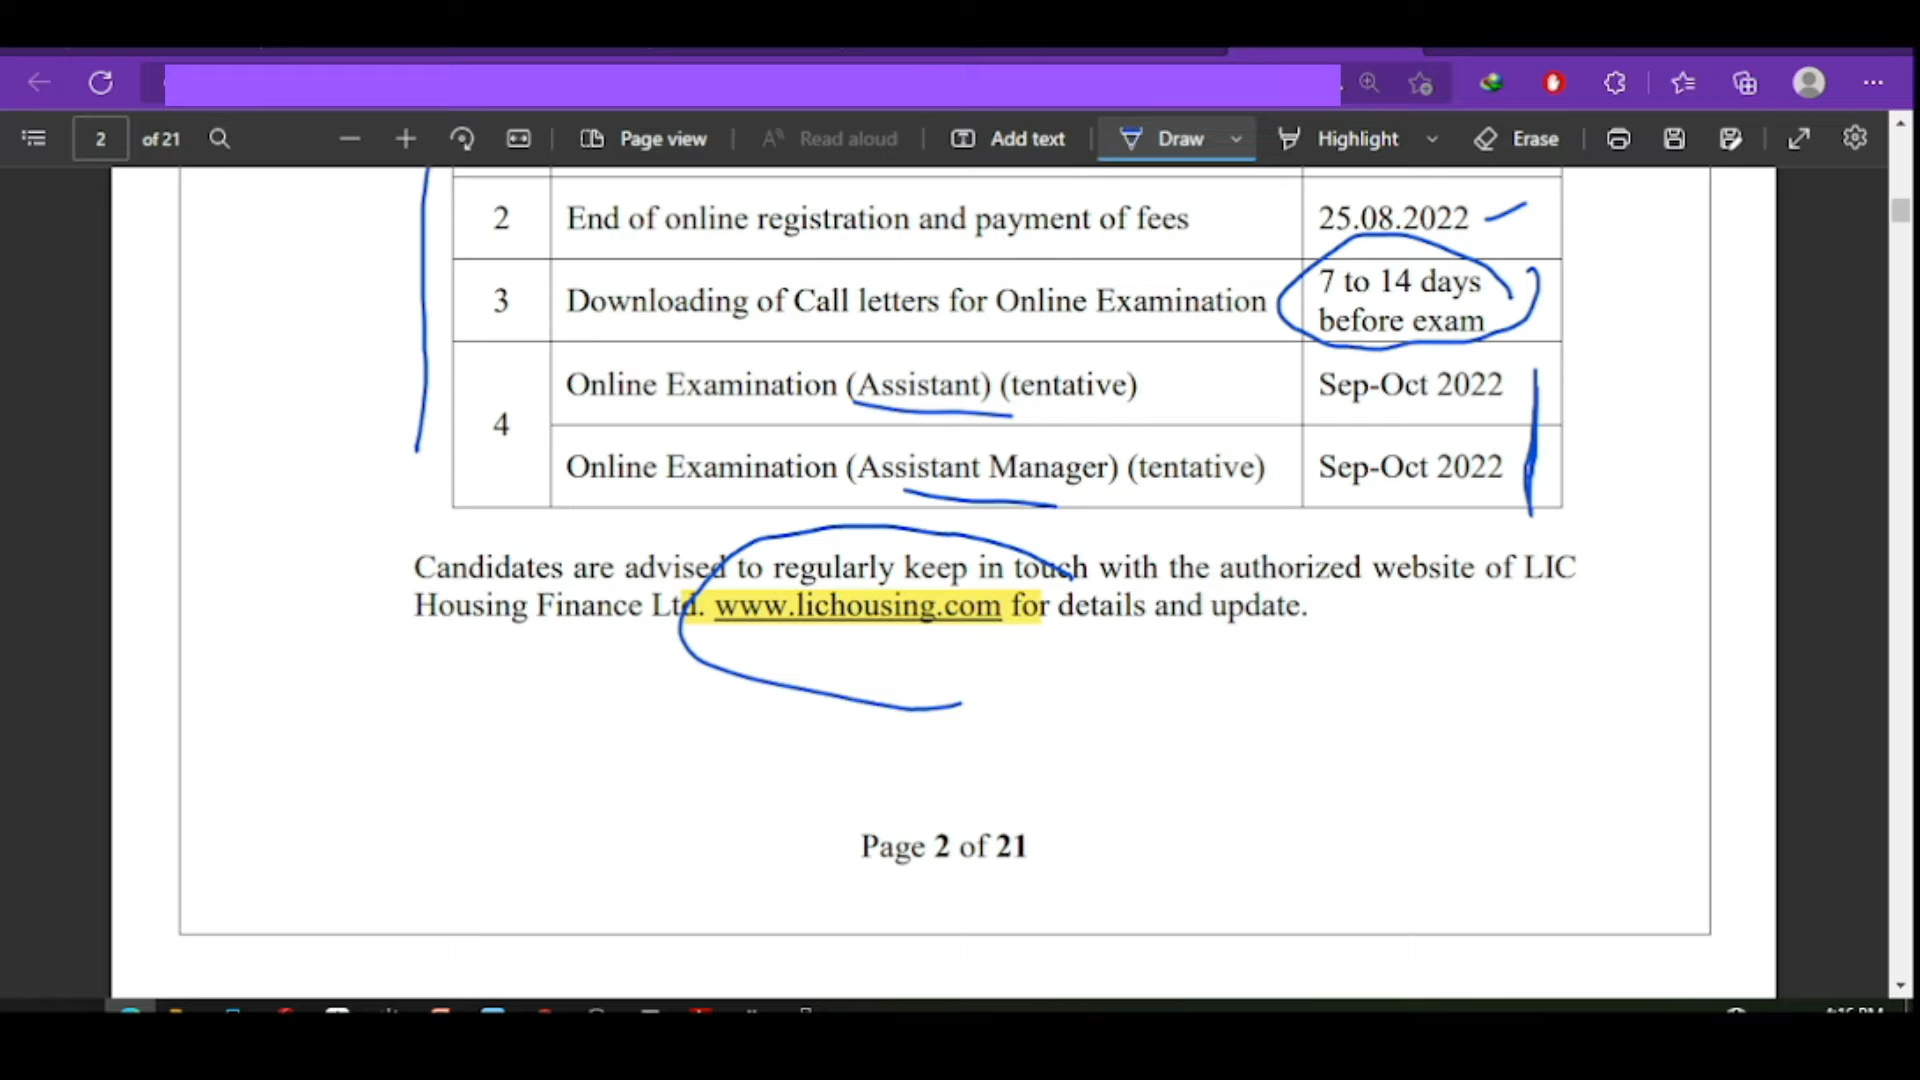 2 of 21 Page view Read aloud Add text Draw Highlight Erase
2 End of online registration and payment of fees 25.08.2022
3 Downloading of Call letters for Online Examination 7 to 14 days
before exam
4 Online Examination (Assistant) (tentative) Sep-Oct 2022
Online Examination (Assistant Manager) (tentative) Sep-Oct 2022
Candidates are advised to regularly keep in touch with the authorized website of LIC
Housing Finance Ltd. www.lichousing.com for details and update.
Page 2 of 21